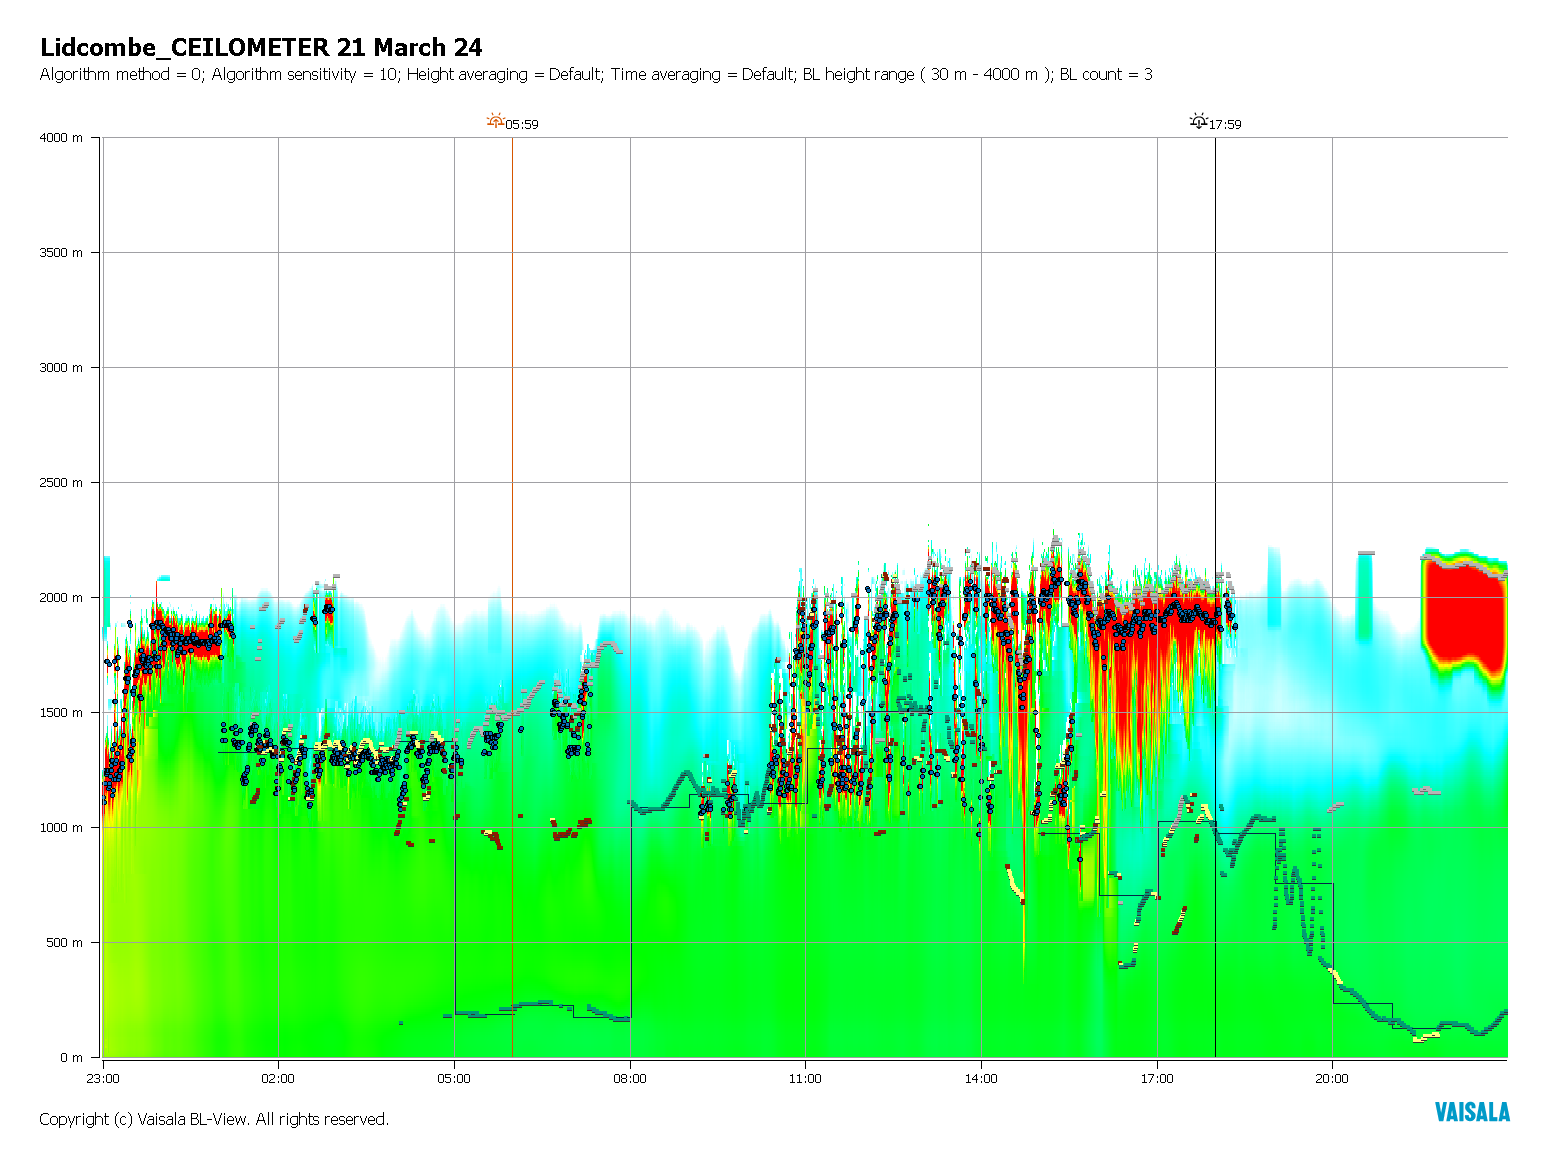 Lidcombe_CEILOMETER 21 March 24
Algorithm method = 0; Algorithm sensitivity = 10; Height averaging = Default; Time averaging = Default; BL height range ( 30 m - 4000 m ); BL count = 3
05:59
17:59
4000 m
3500 m
3000 m
2500 m
2000 m
1500 m
1000 m
500 m
0 m
23:00 02:00 05:00 08:00 11:00 14:00 17:00 20:00
Copyright (c) Vaisala BL-View. All rights reserved.
VAISALA